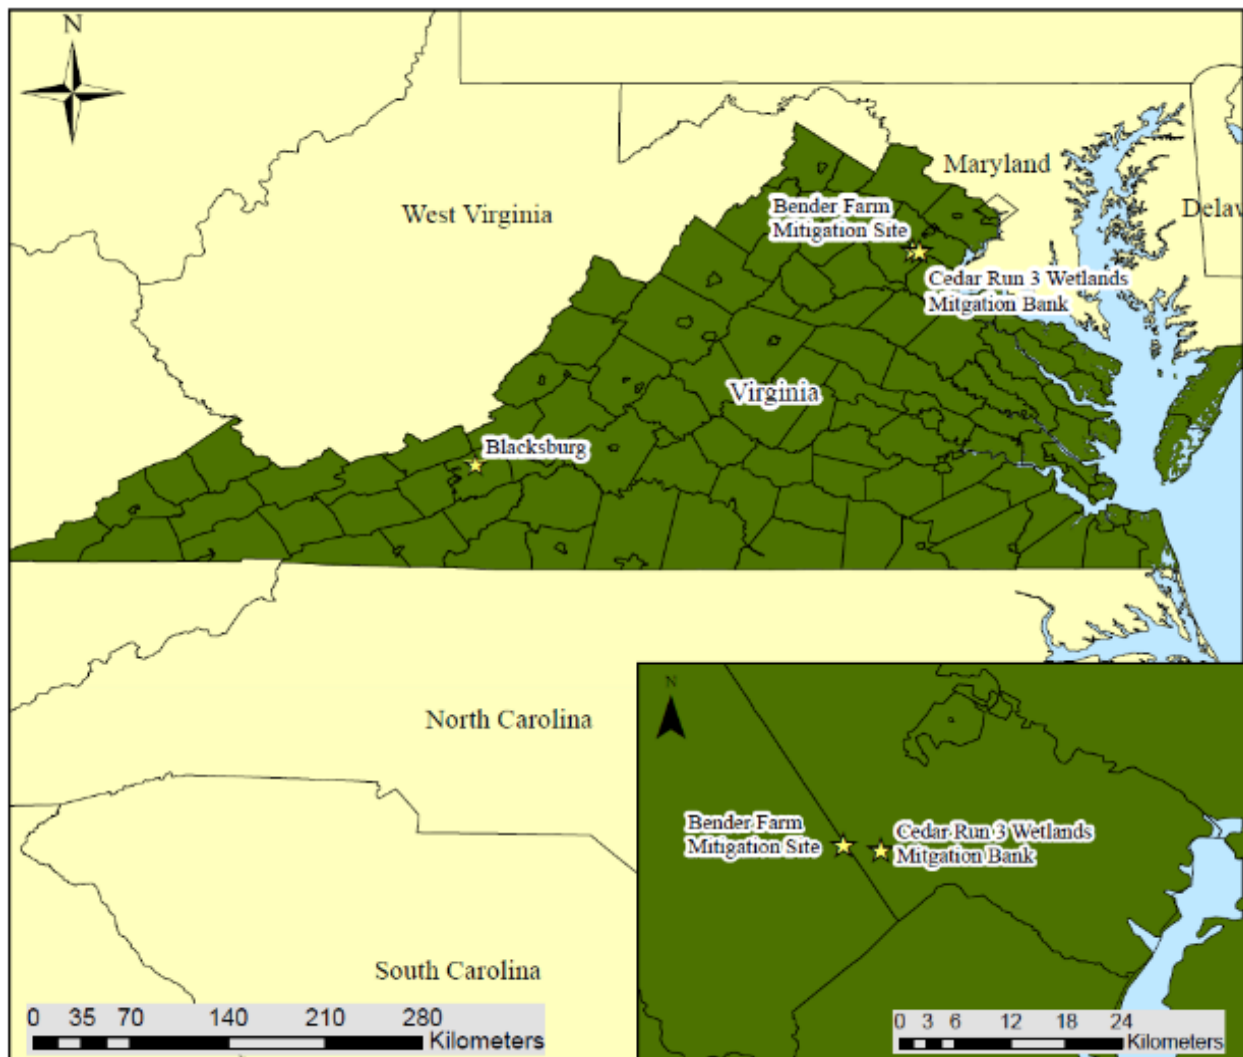 N
Maryland
West Virginia
Bender Farm
Mitigation Site
Delaw
Cedar Run 3 Wetlands
Mitgation Bank
Virginia
Blacksburg
North Carolina
South Carolina
0 35 70 140 210 280
Kilometers
N
Bender Farm
Mitigation Site
Cedar Run 3 Wetlands
Mitgation Bank
0 3 6 12 18 24
Kilometers